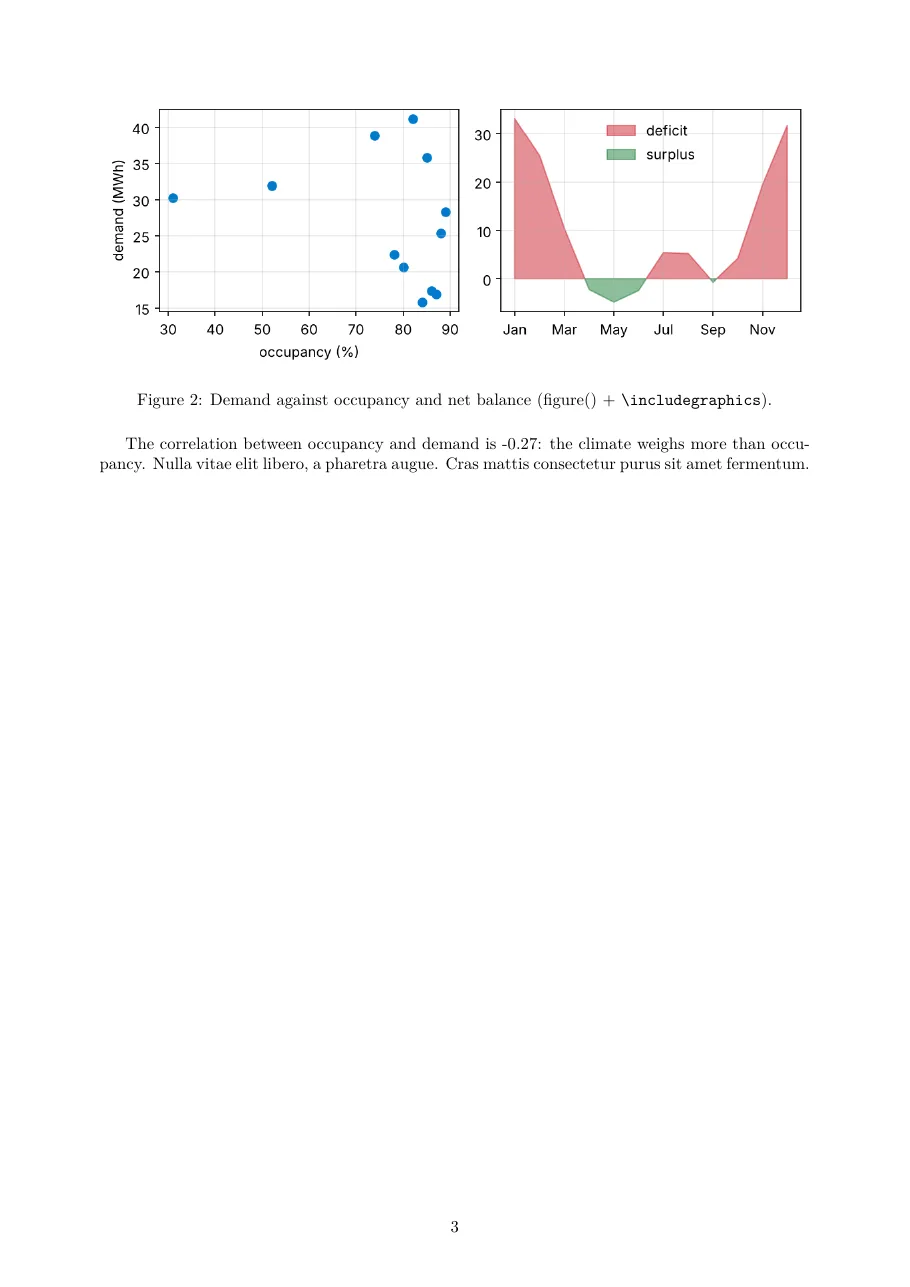 40
35
30
25
20
15
demand (MWh)
30 40 50 60 70 80 90
occupancy (%)
deficit
surplus
30
20
10
0
Jan Mar May Jul Sep Nov
Figure 2: Demand against occupancy and net balance (figure() + \includegraphics).
The correlation between occupancy and demand is -0.27: the climate weighs more than occu-
pancy. Nulla vitae elit libero, a pharetra augue. Cras mattis consectetur purus sit amet fermentum.
3